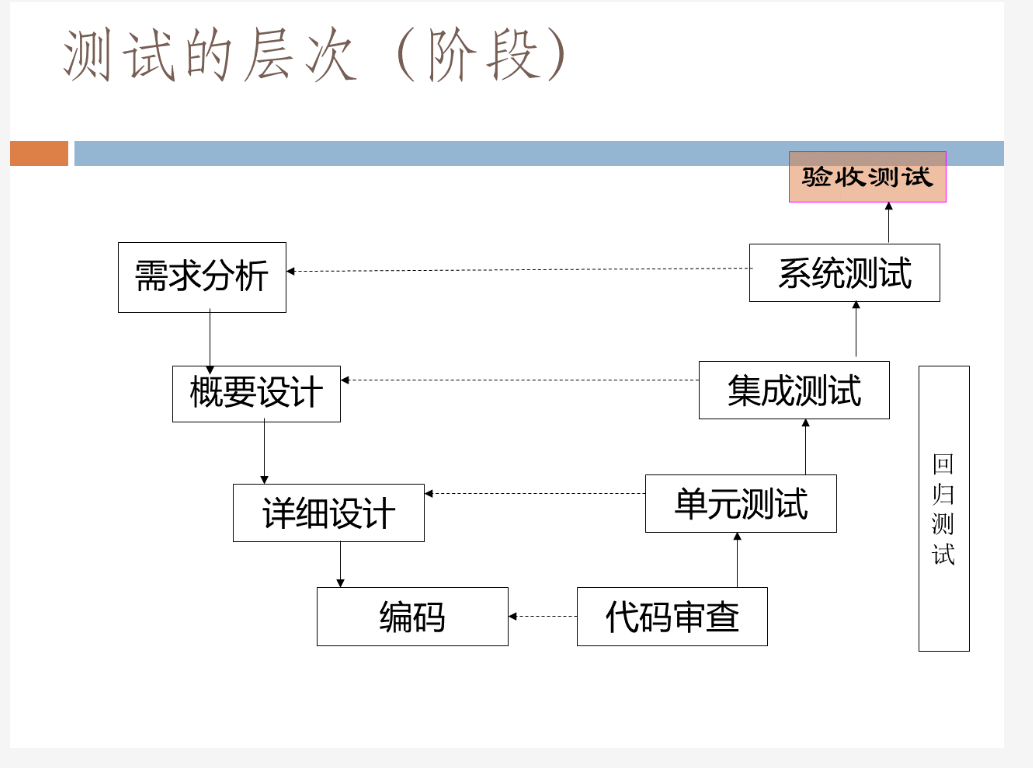 测试的层次（阶段）
验收测试
需求分析
系统测试
概要设计
集成测试
详细设计
单元测试
编码
代码审查
回归测试